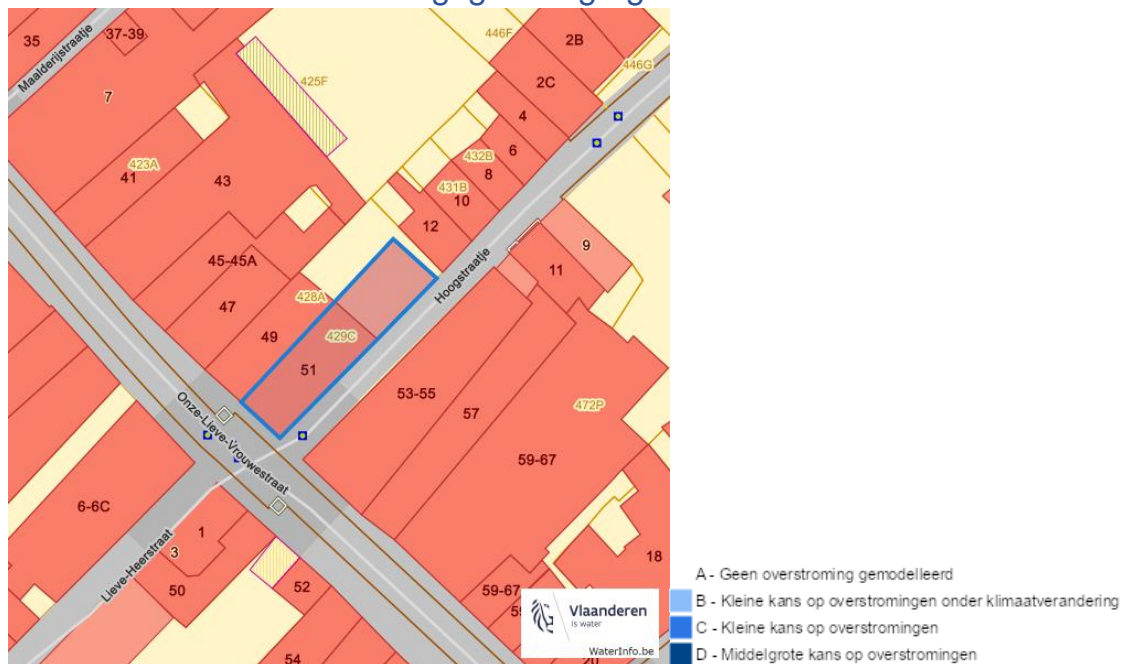 35
37-39
Maalderijstraatje
7
446F
2B
446G
2C
425F
4
6
432B
8
423A
41
43
431B
10
12
9
45-45A
11
Hoogstraatje
428A
47
49
429C
51
53-55
57
472P
Onze-Lieve-Vrouwestraat
59-67
6-6C
1
3
Lieve-Heerstraat
50
52
59-67
18
54
20
Vlaanderen
is water
WaterInfo.be
A - Geen overstroming gemodelleerd
B - Kleine kans op overstromingen onder klimaatverandering
C - Kleine kans op overstromingen
D - Middelgrote kans op overstromingen